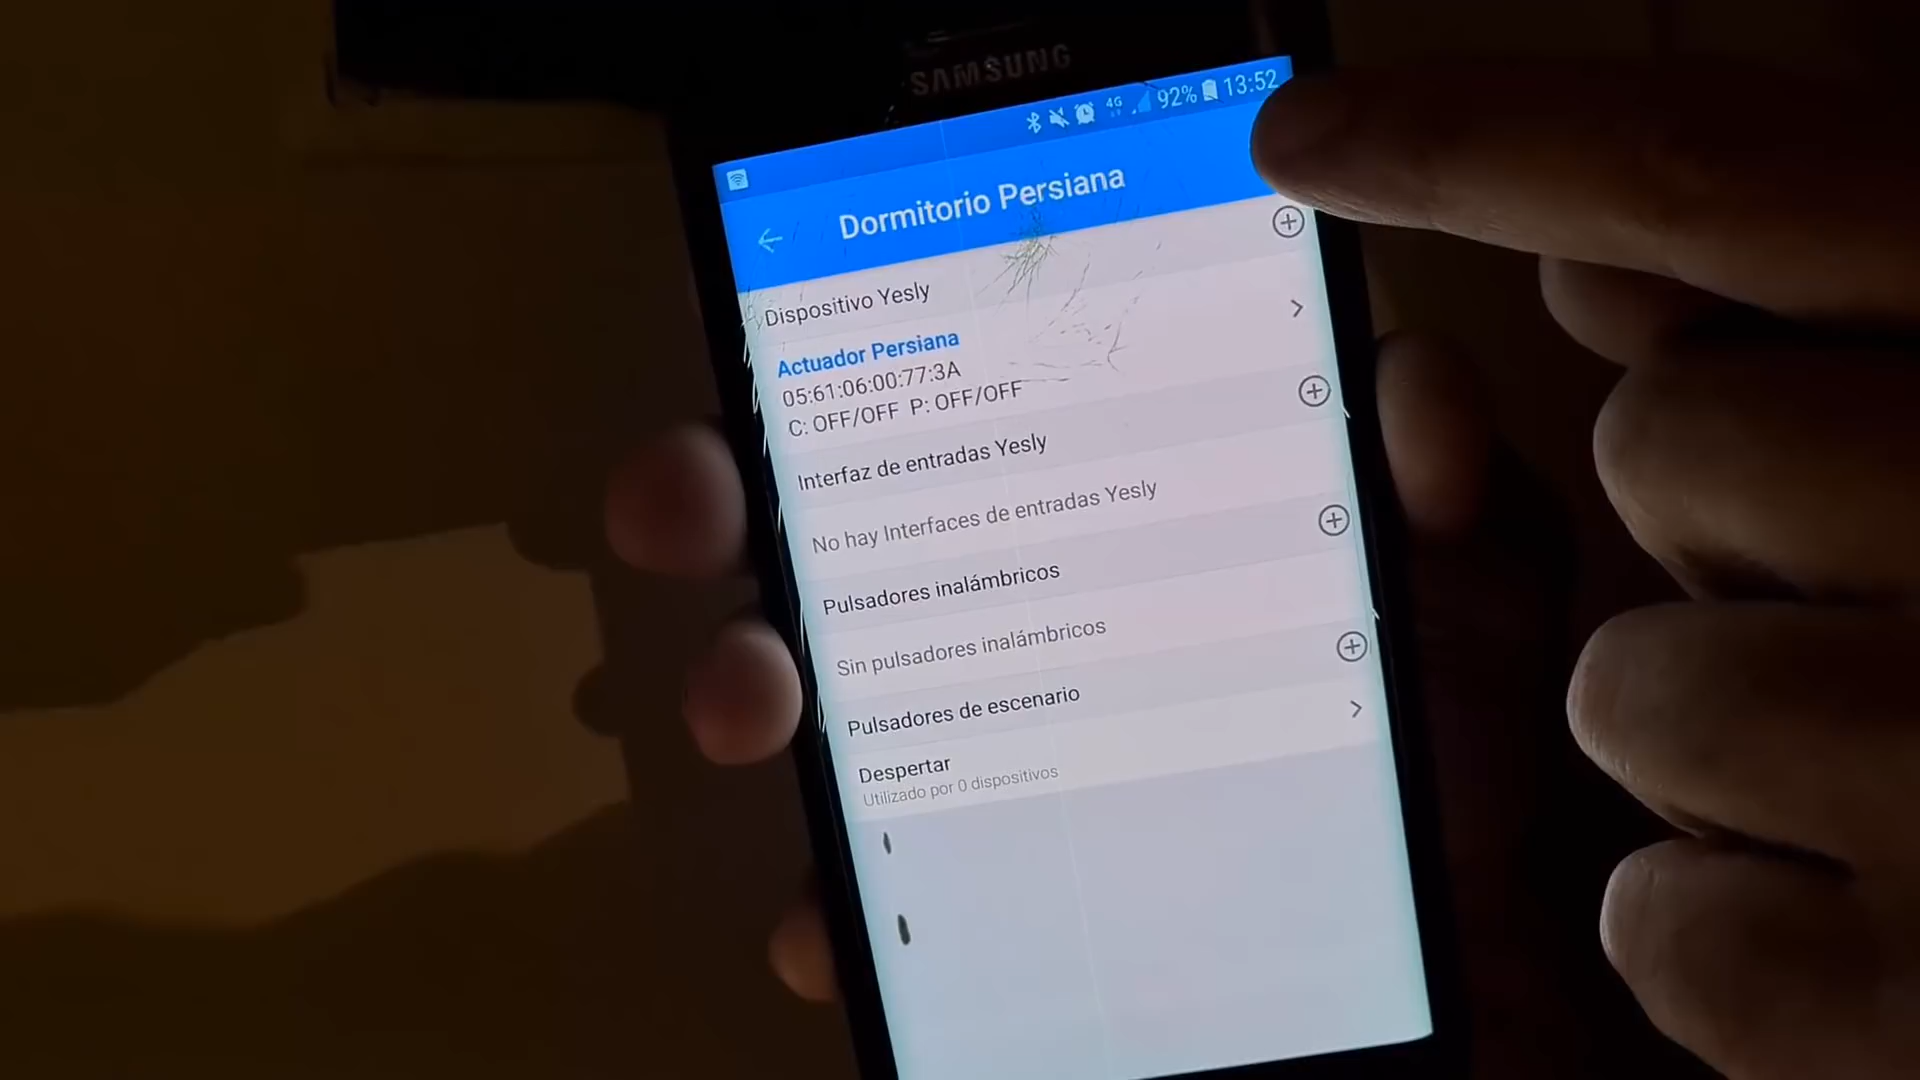 SAMSUNG
4G 92% 13:52
Dormitorio Persiana
Dispositivo Yesly
Actuador Persiana
05:61:06:00:77:3A
C: OFF/OFF P: OFF/OFF
Interfaz de entradas Yesly
No hay Interfaces de entradas Yesly
Pulsadores inalámbricos
Sin pulsadores inalámbricos
Pulsadores de escenario
Despertar
Utilizado por 0 dispositivos